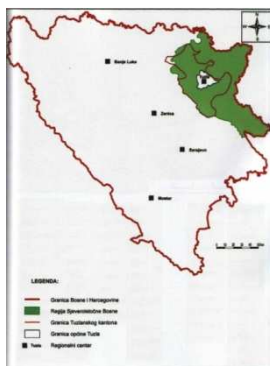 Banja Luka
Zenica
Sarajevo
Mostar
LEGENDA:
Granica Bosne i Hercegovine
Regija Sjeveroistočne Bosne
Granica Tuzlanskog kantona
Granica općine Tuzla
Tuzla Regionalni centar